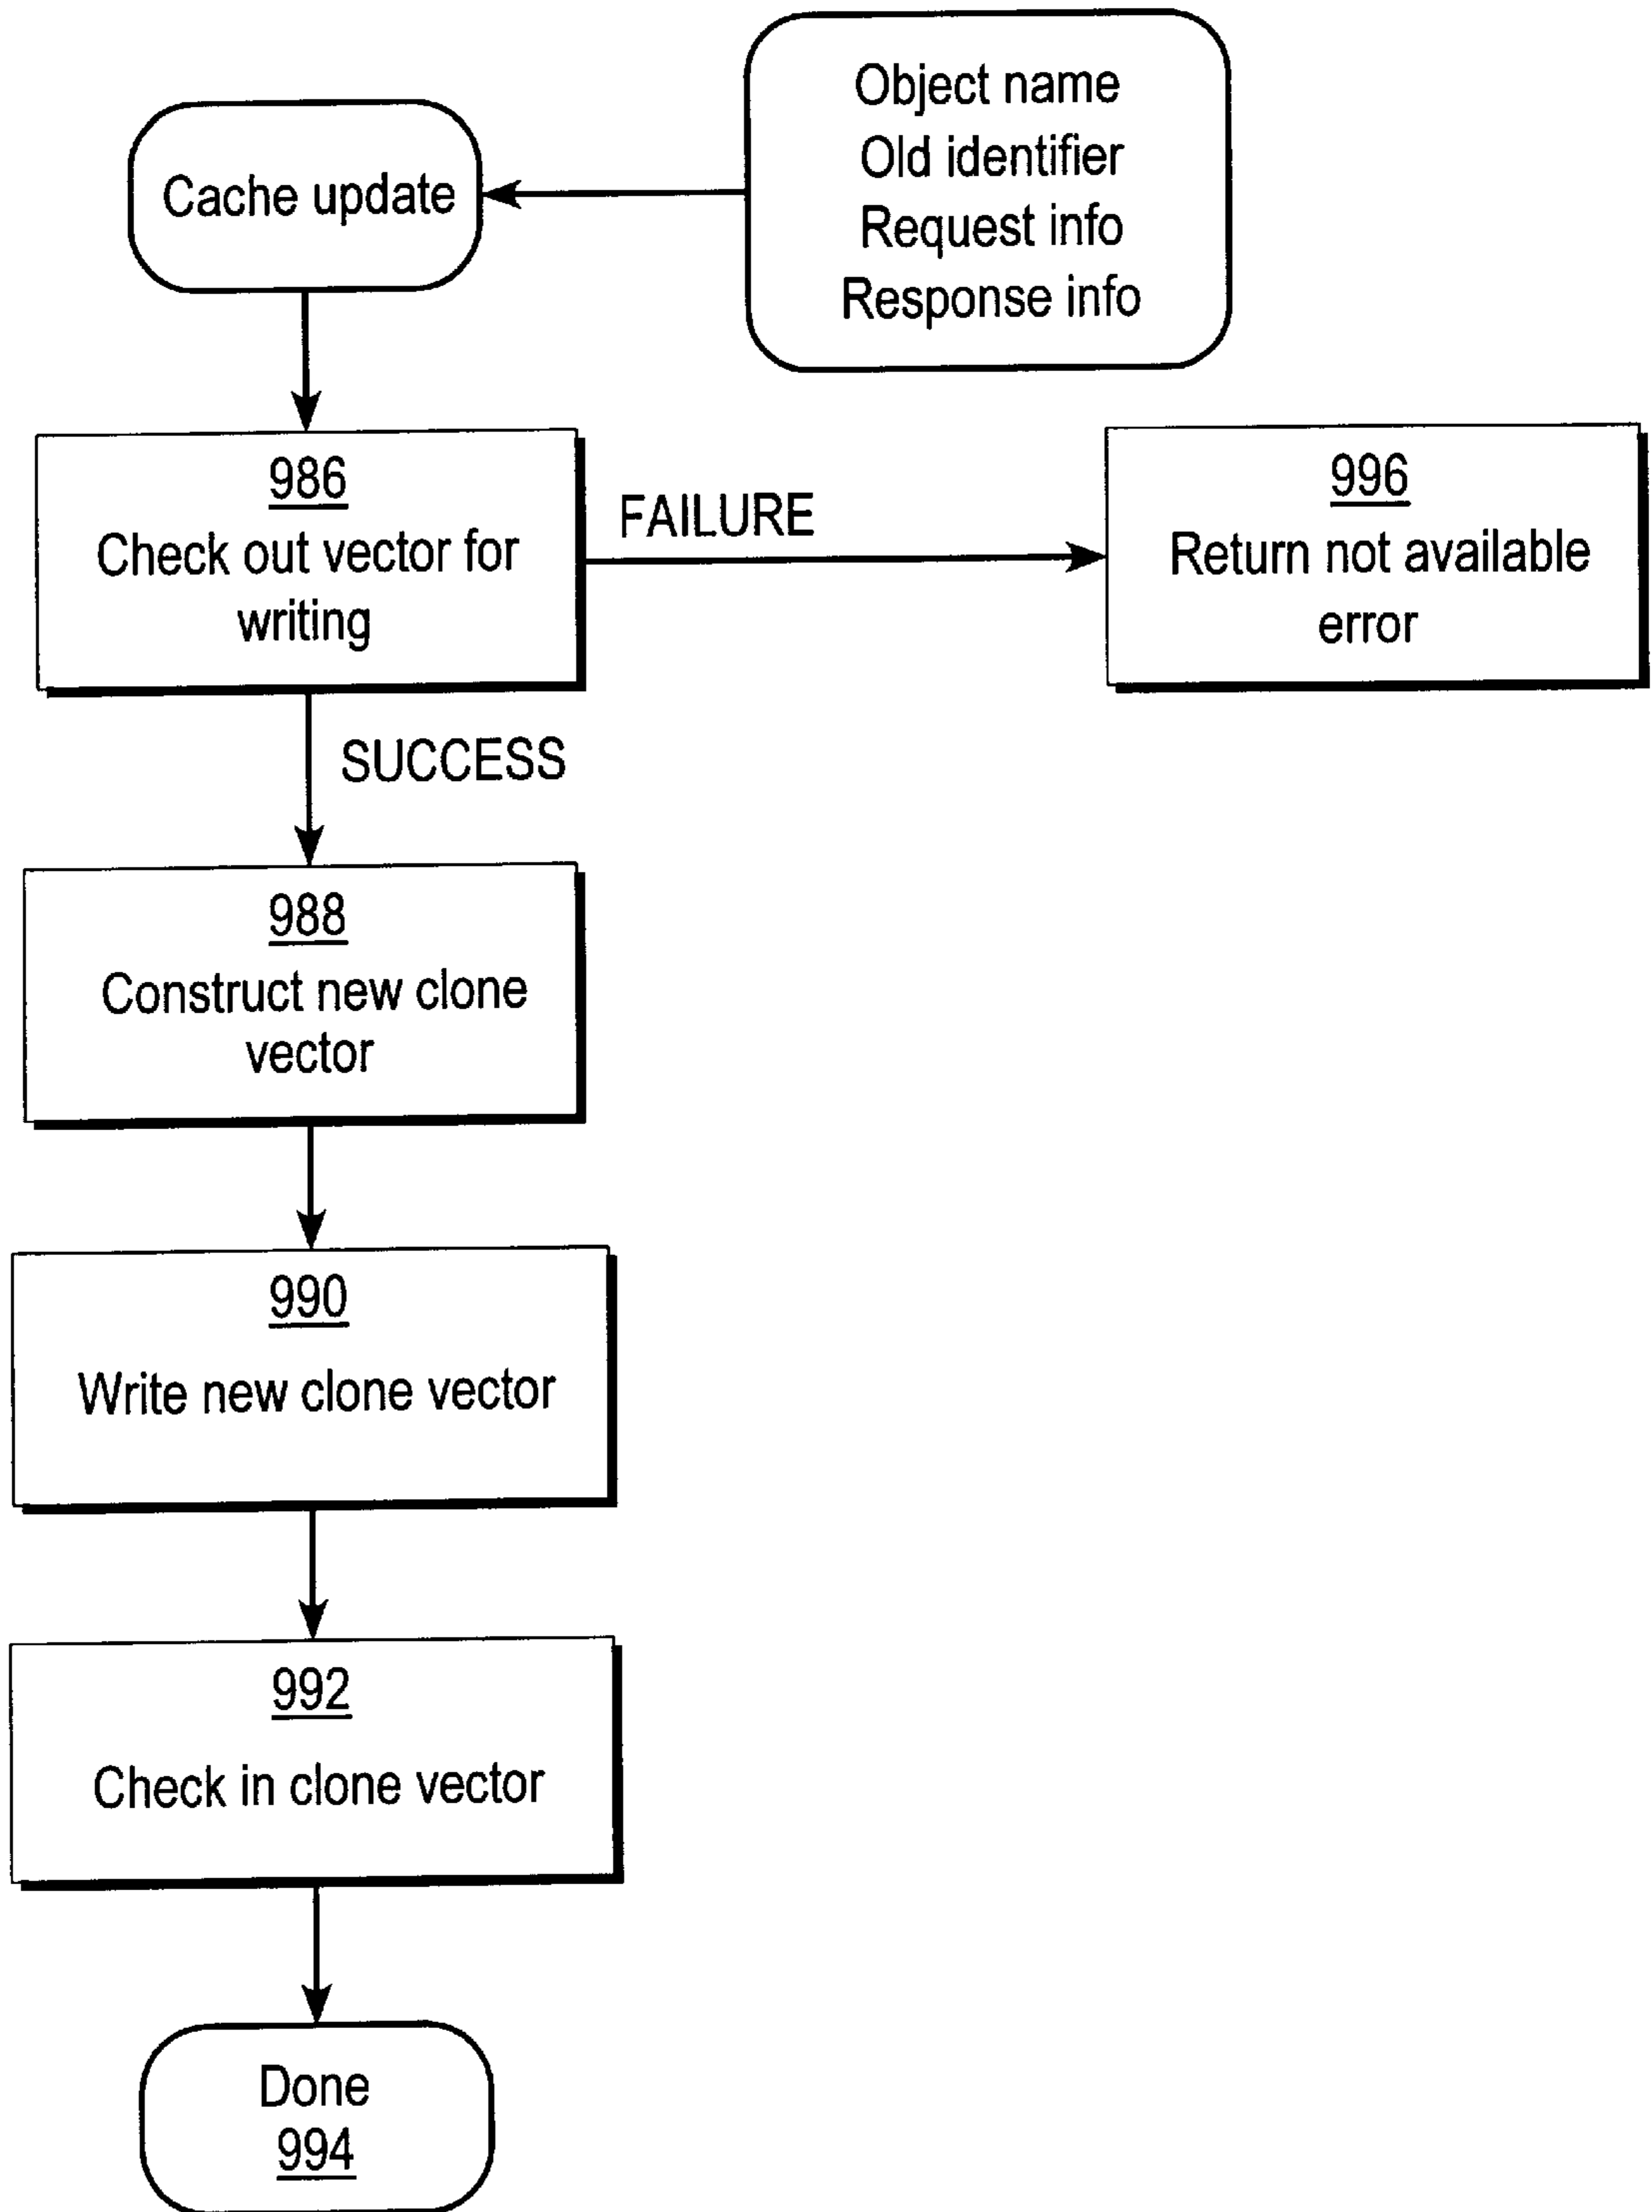 Object name
Old identifier
Request info
Response info
Cache update
986
Check out vector for
writing
FAILURE
996
Return not available
error
SUCCESS
988
Construct new clone
vector
990
Write new clone vector
992
Check in clone vector
Done
994